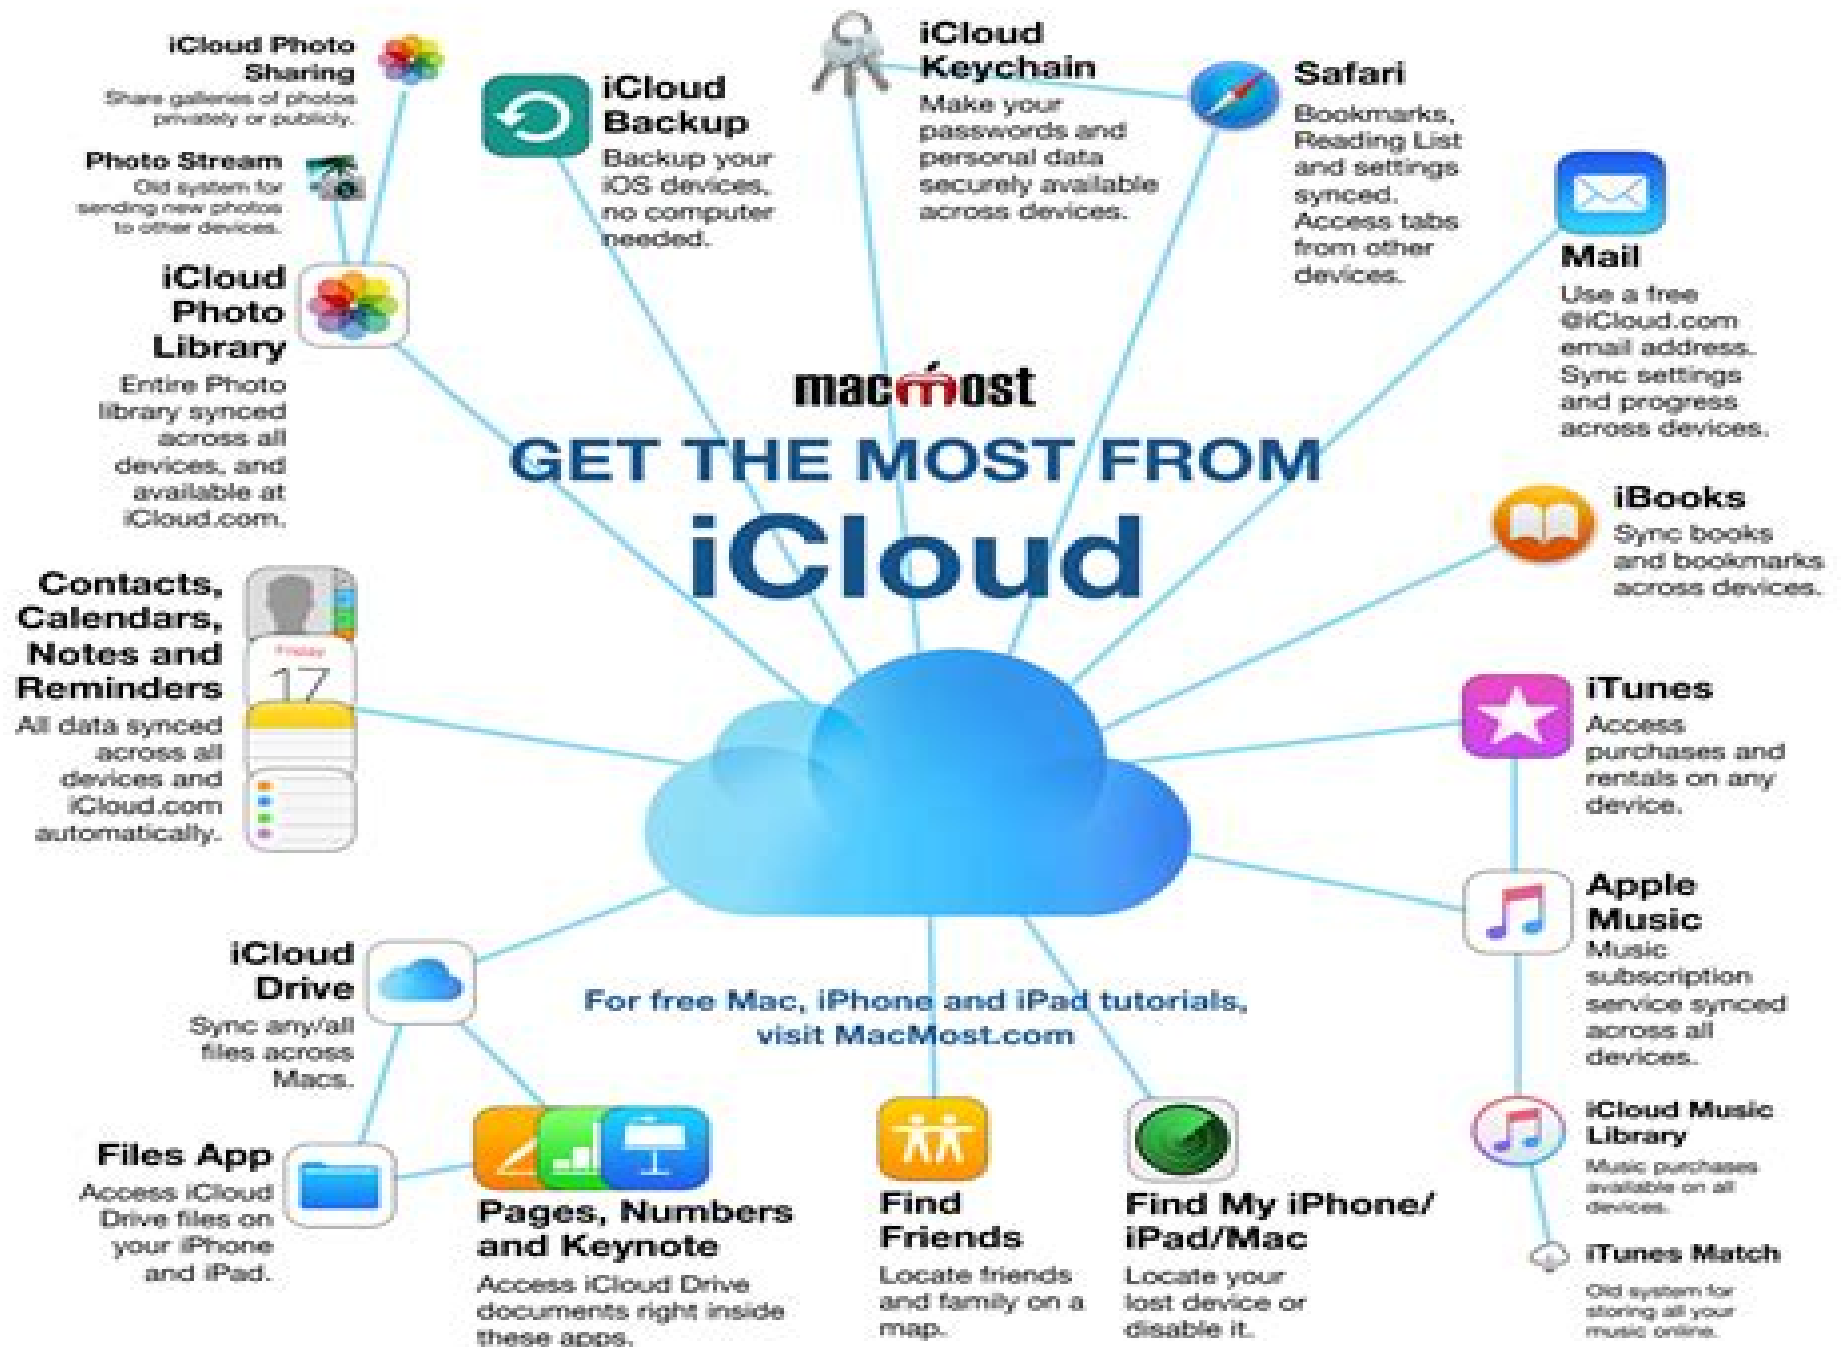 iCloud Photo
Sharing
Share galleries of photos
privately or publicly.
Photo Stream
Old system for
sending new photos
to other devices.
iCloud
Photo
Library
Entire Photo
library synced
across all
devices, and
available at
iCloud.com.
iCloud
Backup
Backup your
iOS devices,
no computer
needed.
iCloud
Keychain
Make your
passwords and
personal data
securely available
across devices.
Safari
Bookmarks,
Reading List
and settings
synced.
Access tabs
from other
devices.
Mail
Use a free
@iCloud.com
email address.
Sync settings
and progress
across devices.
macmost
GET THE MOST FROM
iCloud
iBooks
Sync books
and bookmarks
across devices.
Contacts,
Calendars,
Notes and
Reminders
All data synced
across all
devices and
iCloud.com
automatically.
Friday
17
iTunes
Access
purchases and
rentals on any
device.
Apple
Music
Music
subscription
service synced
across all
devices.
iCloud
Drive
Sync any/all
files across
Macs.
For free Mac, iPhone and iPad tutorials,
visit MacMost.com
Files App
Access iCloud
Drive files on
your iPhone
and iPad.
Pages, Numbers
and Keynote
Access iCloud Drive
documents right inside
these apps.
Find
Friends
Locate friends
and family on a
map.
Find My iPhone/
iPad/Mac
Locate your
lost device or
disable it.
iCloud Music
Library
Music purchases
available on all
devices.
iTunes Match
Old system for
storing all your
music online.